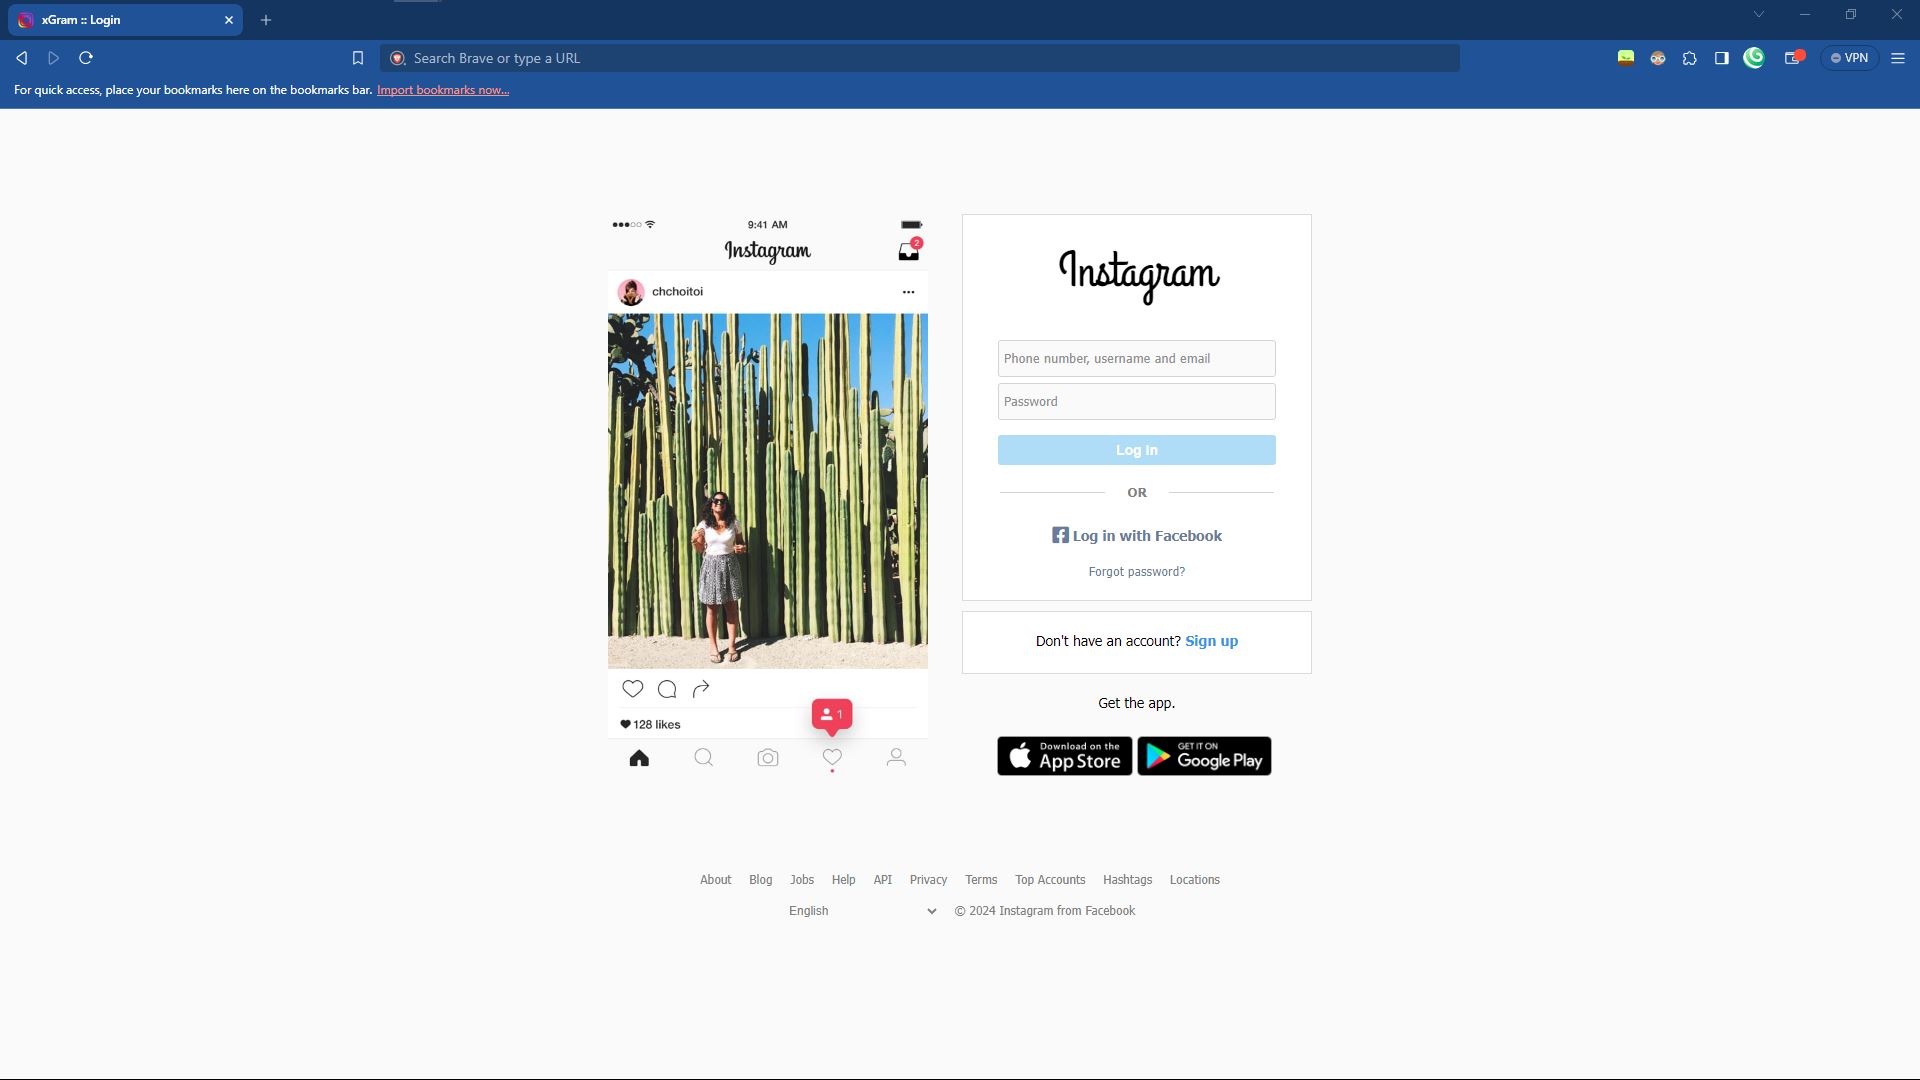 xGram :: Login
Search Brave or type a URL
VPN
For quick access, place your bookmarks here on the bookmarks bar. Import bookmarks now...
9:41 AM
Instagram
2
chchoitoi
1
128 likes
Instagram
Phone number, username and email
Password
Log In
OR
Log in with Facebook
Forgot password?
Don't have an account? Sign up
Get the app.
Download on the
App Store
GET IT ON
Google Play
About Blog Jobs Help API Privacy Terms Top Accounts Hashtags Locations
English © 2024 Instagram from Facebook